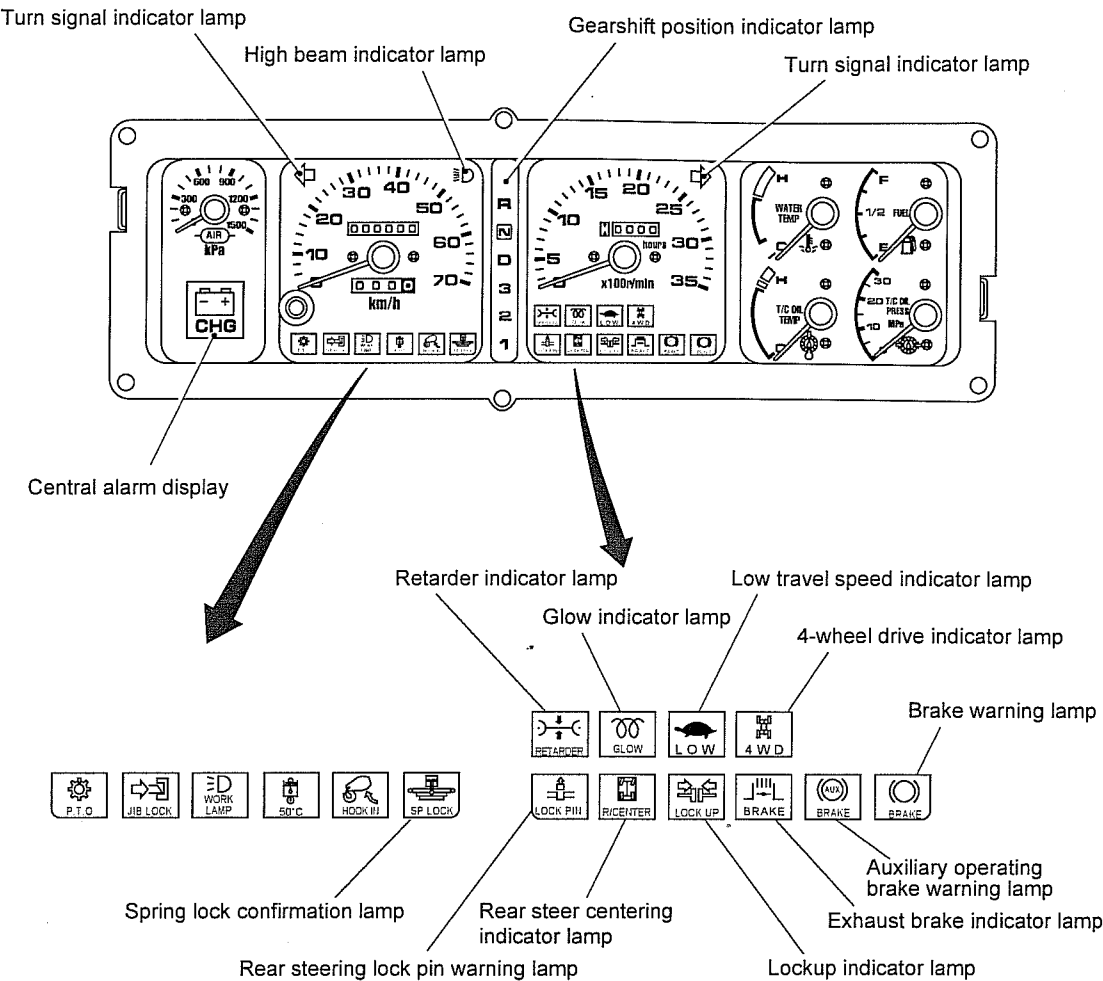 Turn signal indicator lamp
High beam indicator lamp
Gearshift position indicator lamp
Turn signal indicator lamp
300
600
900
1200
1500
AIR
kPa
CHG
10
20
30
40
50
60
70
km/h
R
N
D
3
2
1
5
10
15
20
25
30
35
H
hours
x100r/min
LOW
4WD
H
WATER
TEMP
C
F
1/2
FUEL
E
H
T/C OIL
TEMP
30
20
10
T/C OIL
PRESS
MPa
Central alarm display
Retarder indicator lamp
Low travel speed indicator lamp
Glow indicator lamp
4-wheel drive indicator lamp
Brake warning lamp
RETARDER
GLOW
LOW
4WD
P.T.O
JIB LOCK
WORK
LAMP
50°C
HOOK IN
SP LOCK
LOCK PIN
R/CENTER
LOCK UP
BRAKE
AUX
BRAKE
BRAKE
Auxiliary operating
brake warning lamp
Spring lock confirmation lamp
Rear steer centering
indicator lamp
Exhaust brake indicator lamp
Rear steering lock pin warning lamp
Lockup indicator lamp